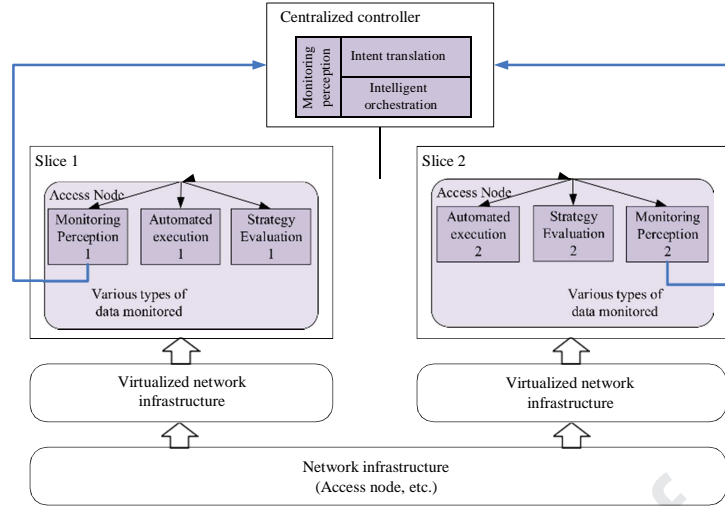 Centralized controller
Monitoring
perception
Intent translation
Intelligent
orchestration
Slice 1
Access Node
Monitoring
Perception
1
Automated
execution
1
Strategy
Evaluation
1
Various types of
data monitored
Slice 2
Access Node
Automated
execution
2
Strategy
Evaluation
2
Monitoring
Perception
2
Various types of
data monitored
Virtualized network
infrastructure
Virtualized network
infrastructure
Network infrastructure
(Access node, etc.)
c